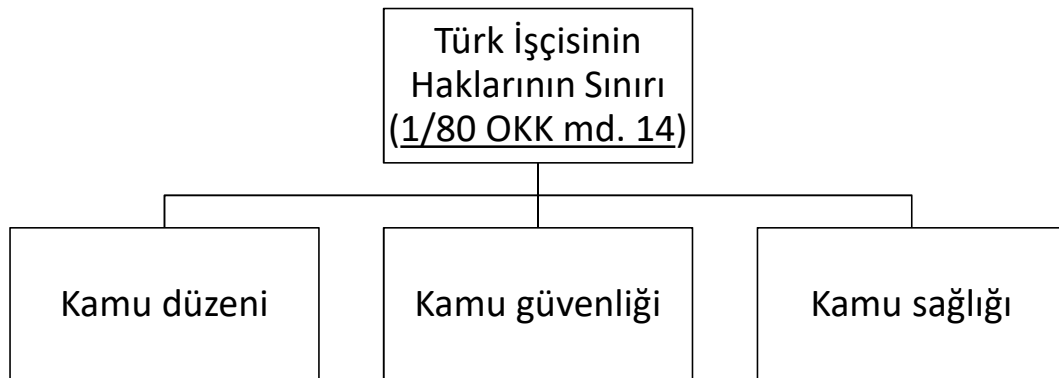 Türk İşçisinin
Haklarının Sınırı
(1/80 OKK md. 14)
Kamu düzeni
Kamu güvenliği
Kamu sağlığı